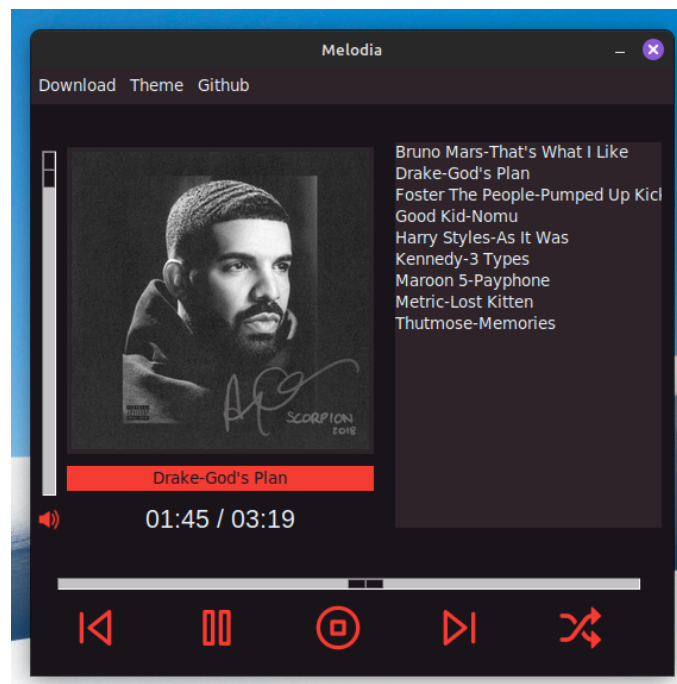 Melodia
Download Theme Github
Bruno Mars-That's What I Like
Drake-God's Plan
Foster The People-Pumped Up Kick
Good Kid-Nomu
Harry Styles-As It Was
Kennedy-3 Types
Maroon 5-Payphone
Metric-Lost Kitten
Thutmose-Memories
SCORPION
2018
Drake-God's Plan
01:45 / 03:19